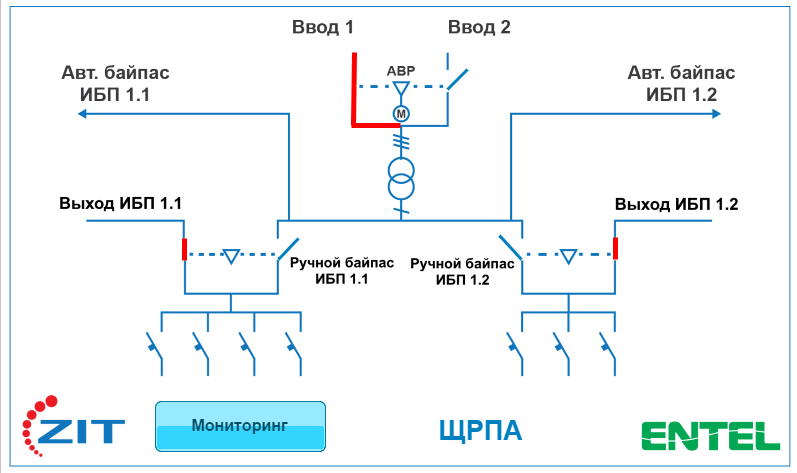 Ввод 1
Ввод 2
АВР
Авт. байпас
ИБП 1.1
Авт. байпас
ИБП 1.2
М
Выход ИБП 1.1
Выход ИБП 1.2
Ручной байпас
ИБП 1.1
Ручной байпас
ИБП 1.2
ZIT
Мониторинг
ЩРПА
ENTEL